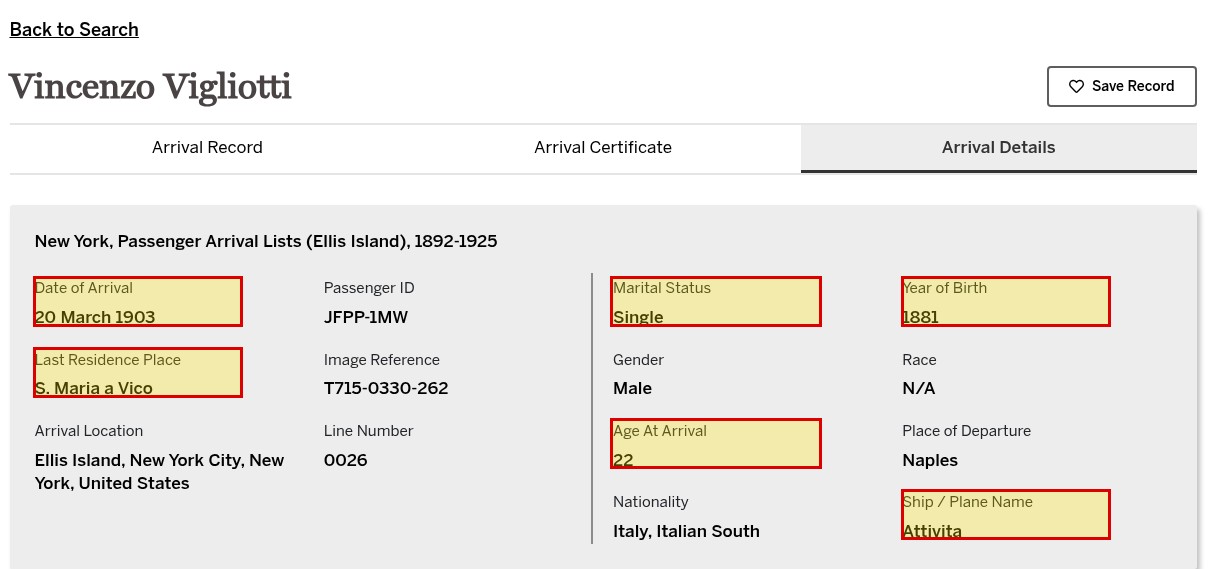 Back to Search
Vincenzo Vigliotti
Save Record
Arrival Record
Arrival Certificate
Arrival Details
New York, Passenger Arrival Lists (Ellis Island), 1892-1925
Date of Arrival
20 March 1903
Passenger ID
JFPP-1MW
Last Residence Place
S. Maria a Vico
Image Reference
T715-0330-262
Arrival Location
Ellis Island, New York City, New
York, United States
Line Number
0026
Marital Status
Single
Year of Birth
1881
Gender
Male
Race
N/A
Age At Arrival
22
Place of Departure
Naples
Nationality
Italy, Italian South
Ship / Plane Name
Attivita